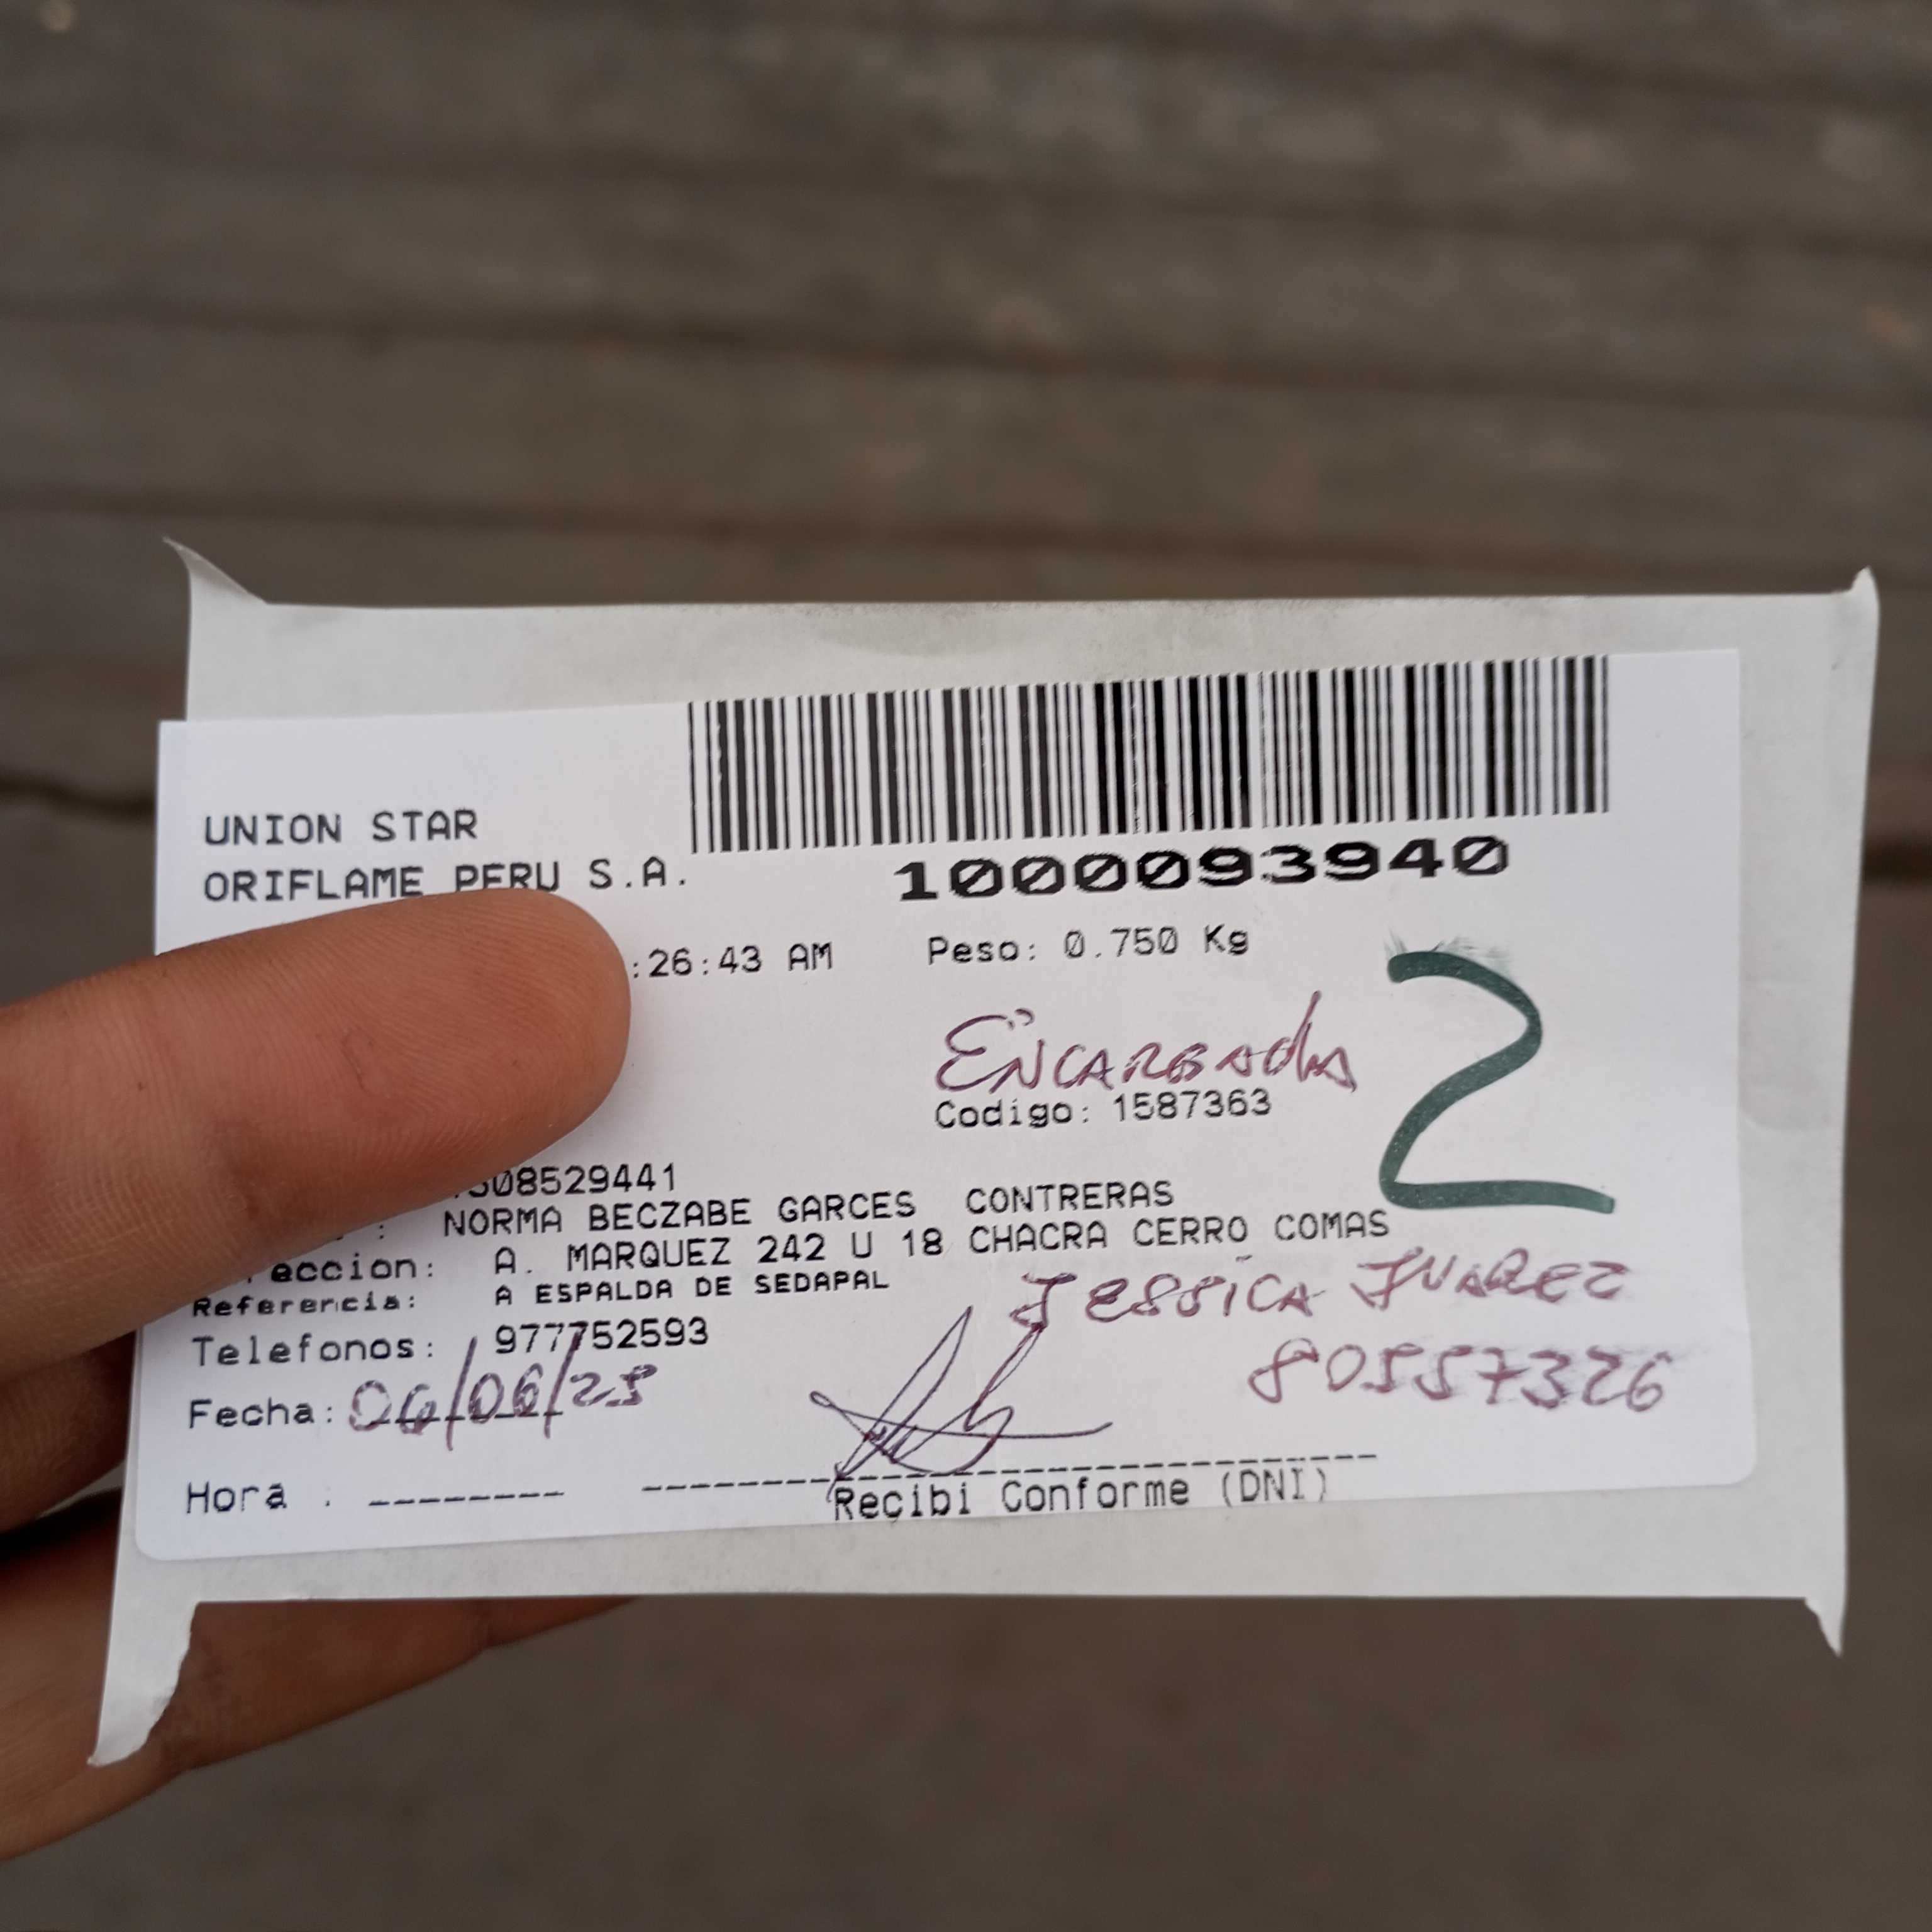 UNION STAR
ORIFLAME PERU S.A.
1000093940
:26:43 AM Peso: 0.750 Kg
2
ENCARGADA
Codigo: 1587363
508529441
: NORMA BECZABE GARCES CONTRERAS
eccion: A. MARQUEZ 242 U 18 CHACRA CERRO COMAS
Referencia: A ESPALDA DE SEDAPAL
JESSICA JUAREZ
Telefonos: 977752593
80557326
Fecha: 06/06/25
Hora : --------
Recibi Conforme (DNI)